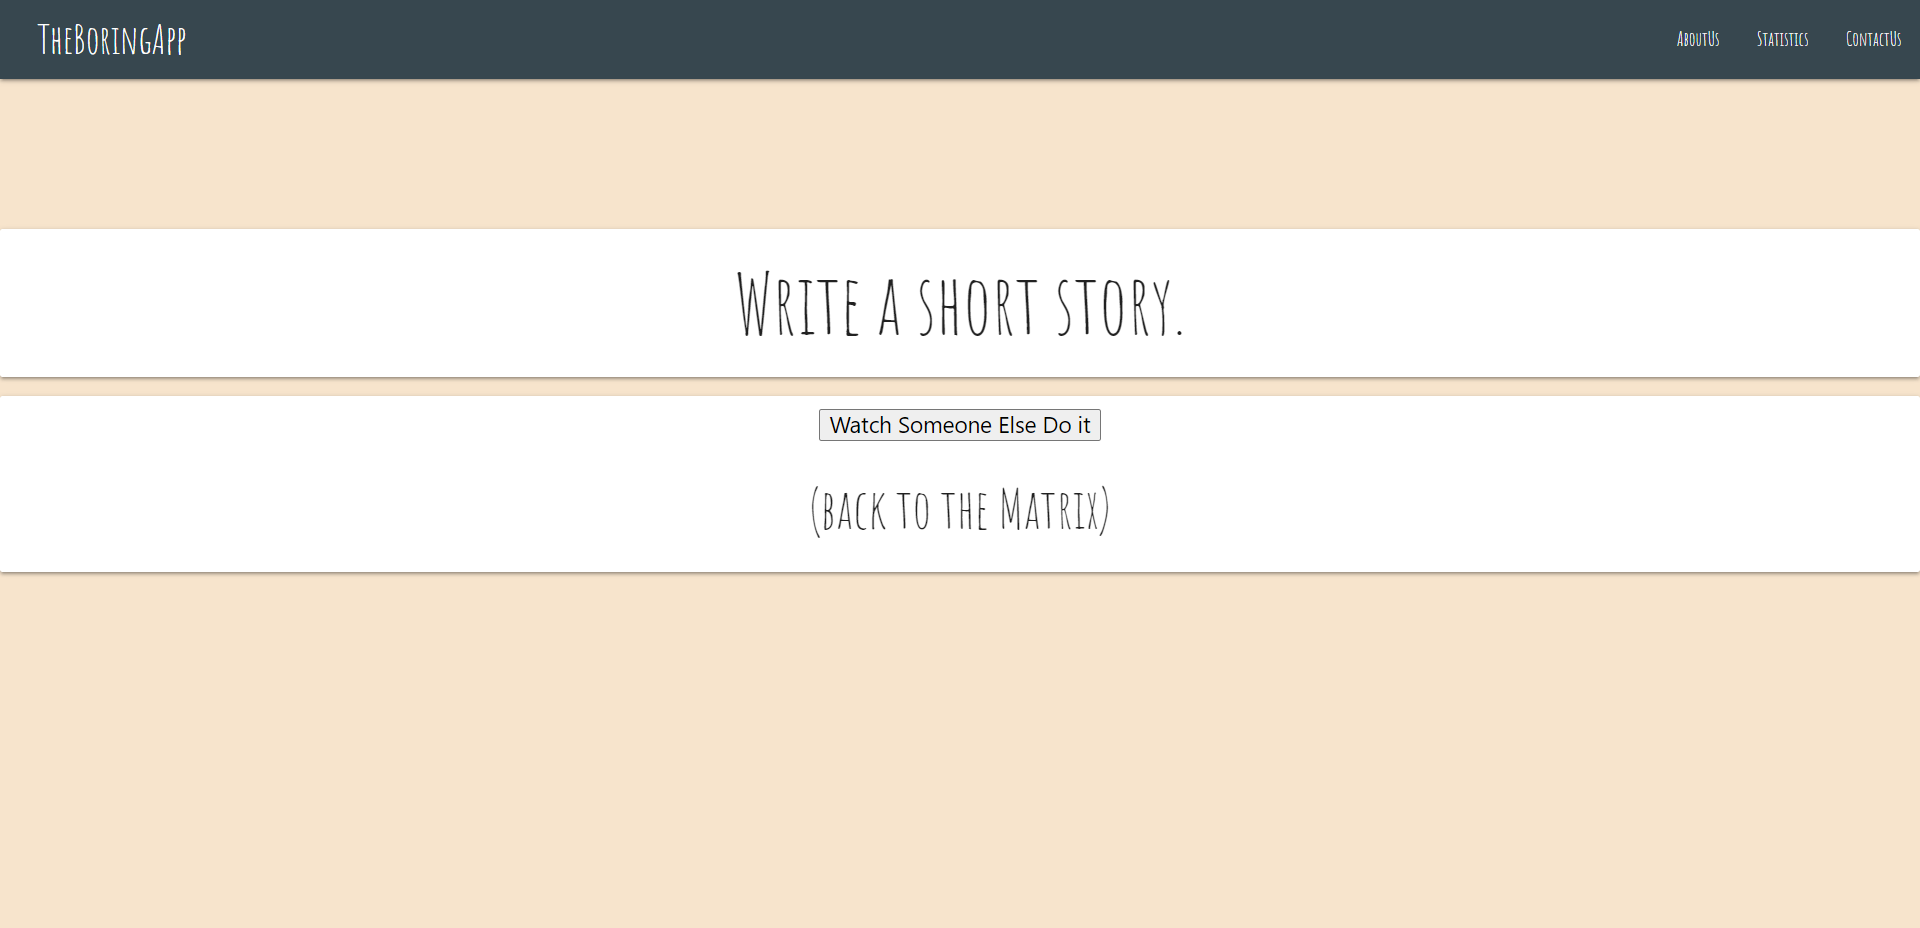 TheBoringApp
AboutUs Statistics ContactUs
Write a short story.
Watch Someone Else Do it
(back to the Matrix)